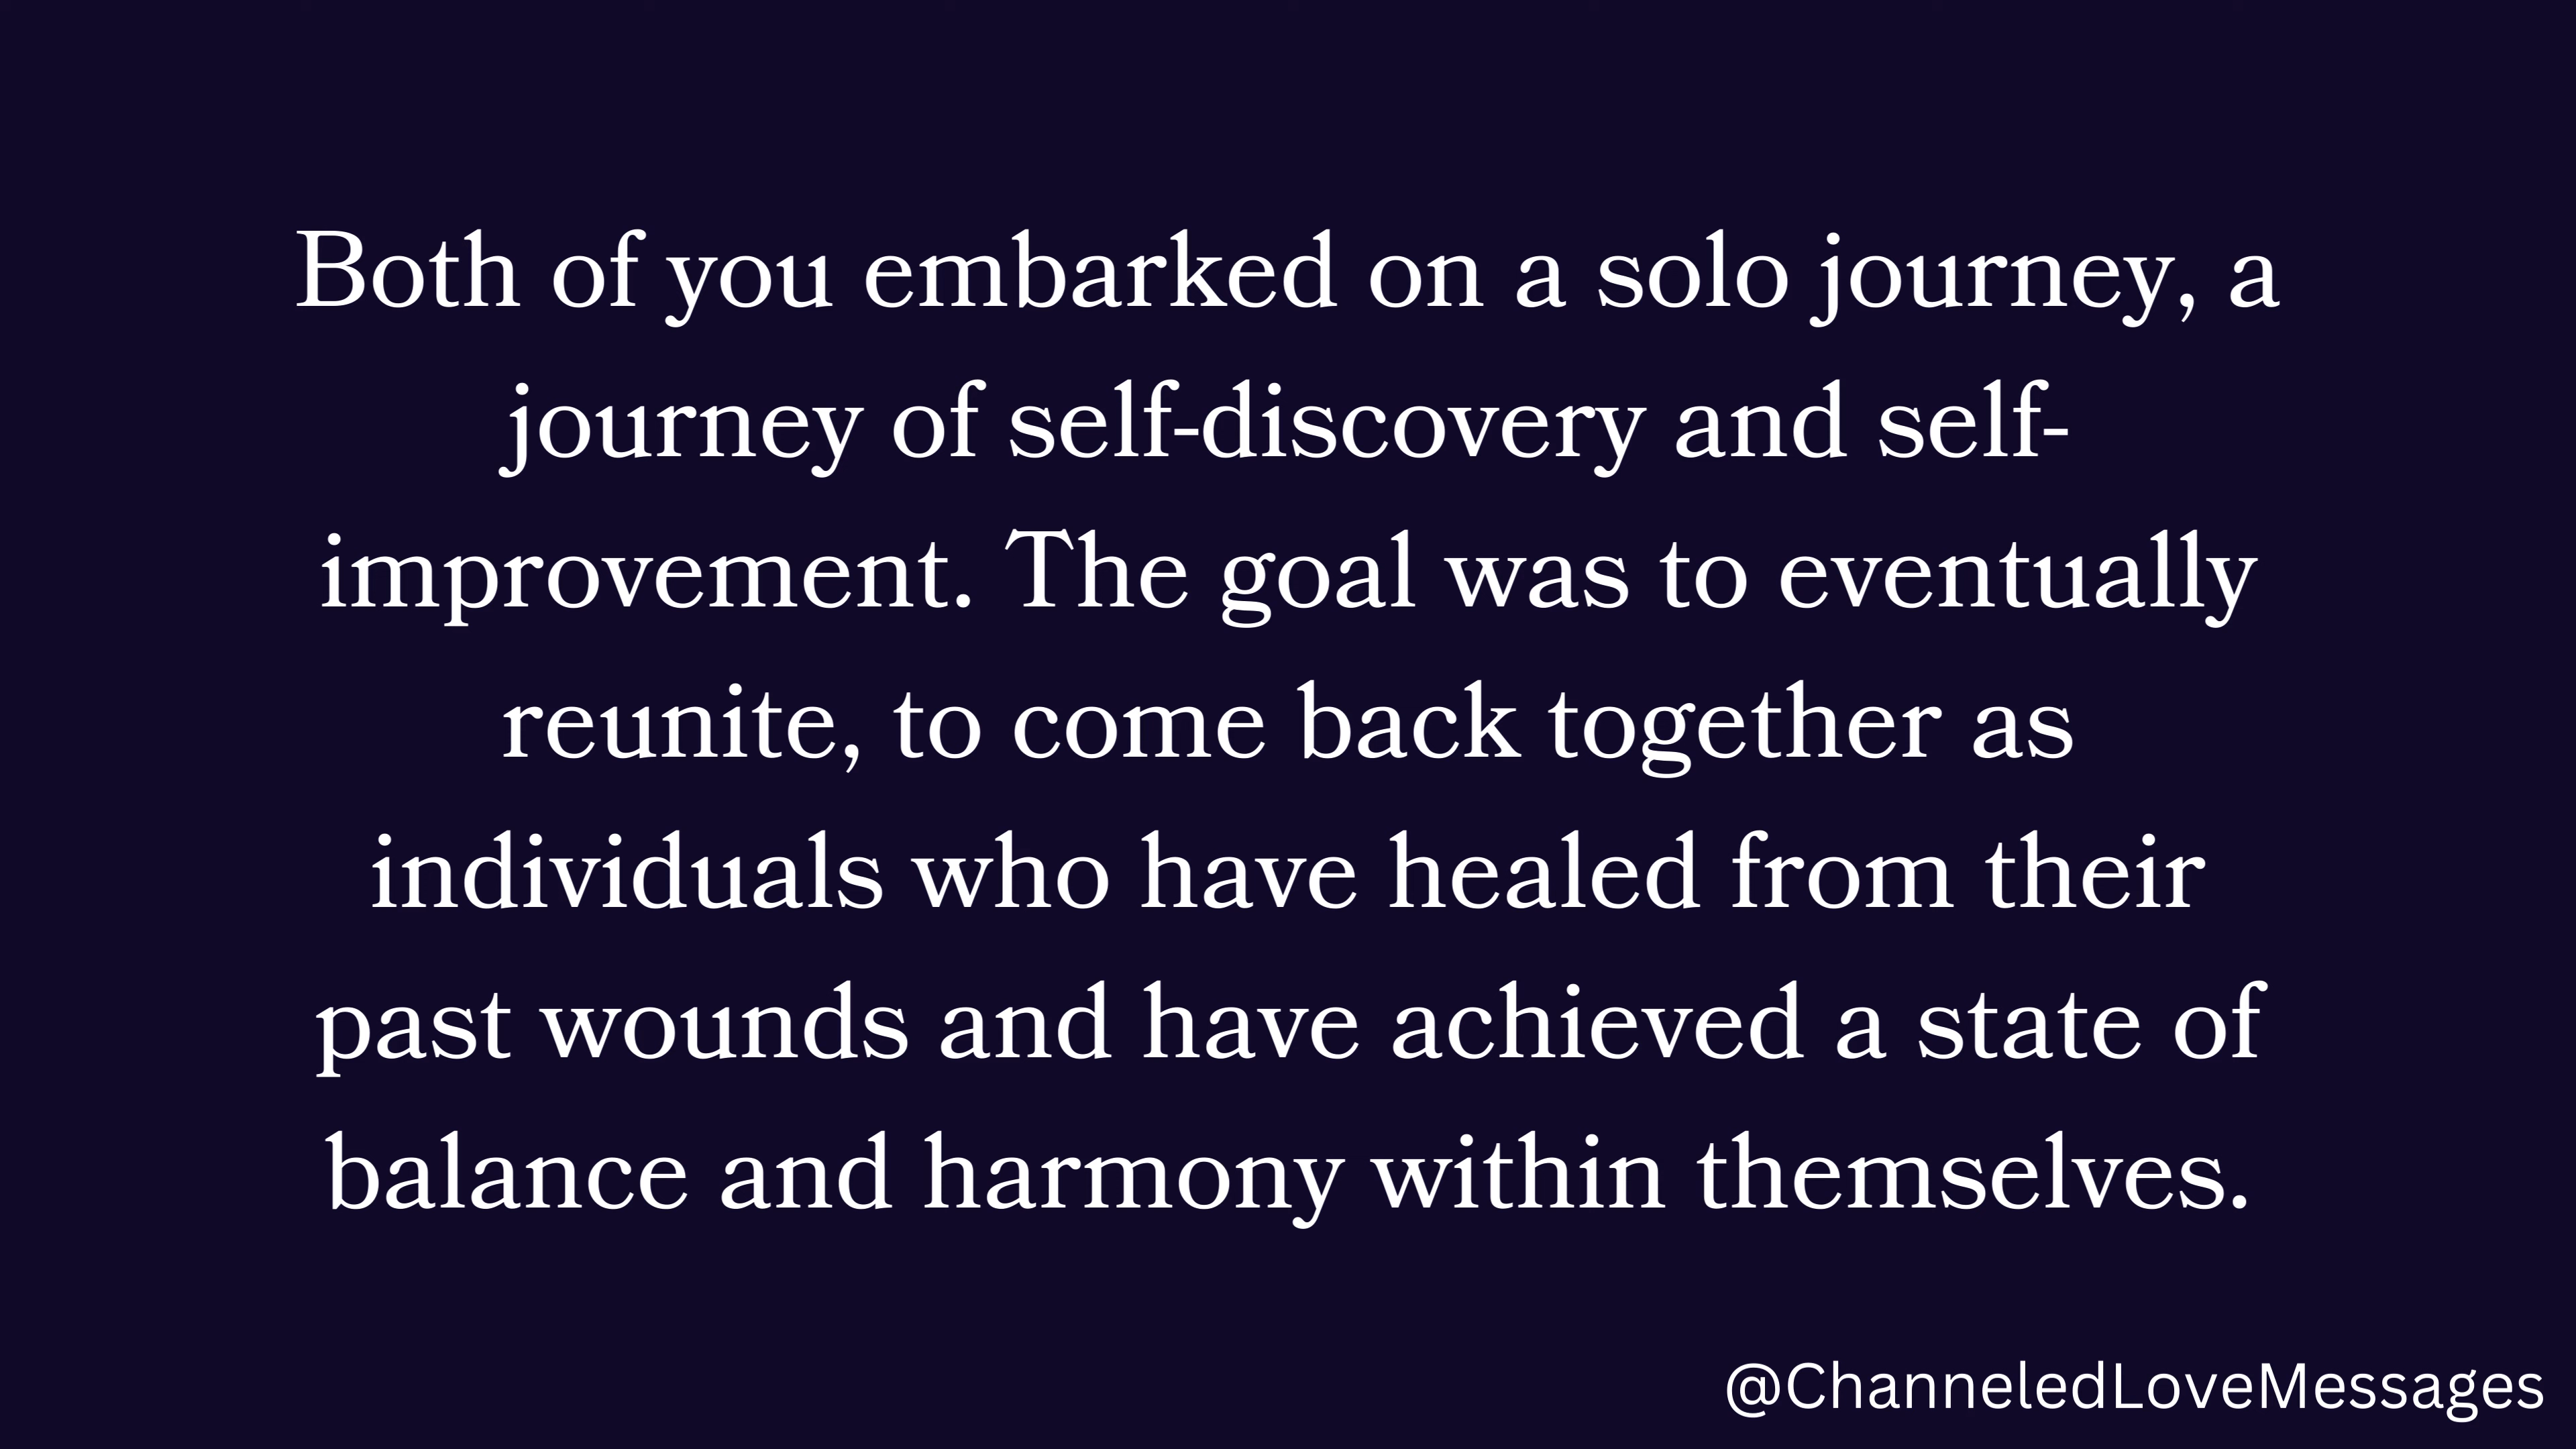 Both of you embarked on a solo journey, a
journey of self-discovery and self-
improvement. The goal was to eventually
reunite, to come back together as
individuals who have healed from their
past wounds and have achieved a state of
balance and harmony within themselves.
@ChanneledLoveMessages